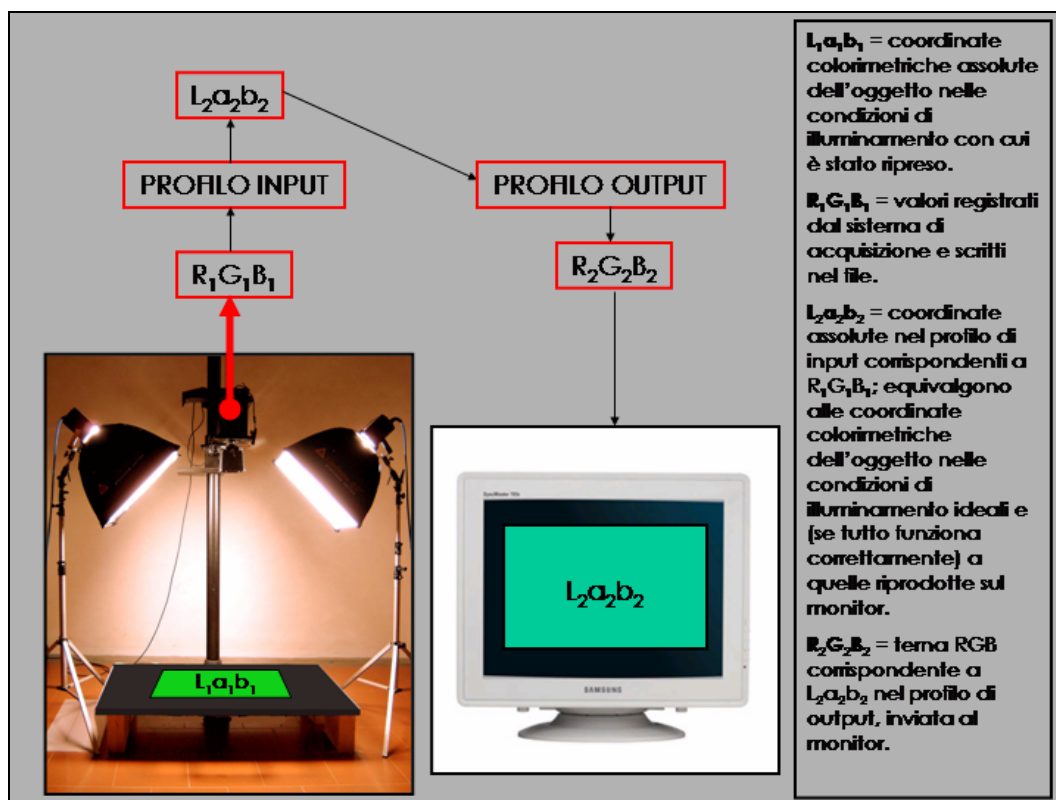 L₂a₂b₂
PROFILO INPUT
PROFILO OUTPUT
R₁G₁B₁
R₂G₂B₂
L₁a₁b₁
L₂a₂b₂
SAMSUNG
L₁a₁b₁ = coordinate
colorimetriche assolute
dell'oggetto nelle
condizioni di
illuminamento con cui
è stato ripreso.
R₁G₁B₁ = valori registrati
dal sistema di
acquisizione e scritti
nel file.
L₂a₂b₂ = coordinate
assolute nel profilo di
input corrispondenti a
R₁G₁B₁; equivalgono
alle coordinate
colorimetriche
dell'oggetto nelle
condizioni di
illuminamento ideali e
(se tutto funziona
correttamente) a
quelle riprodotte sul
monitor.
R₂G₂B₂ = terna RGB
corrispondente a
L₂a₂b₂ nel profilo di
output, inviata al
monitor.